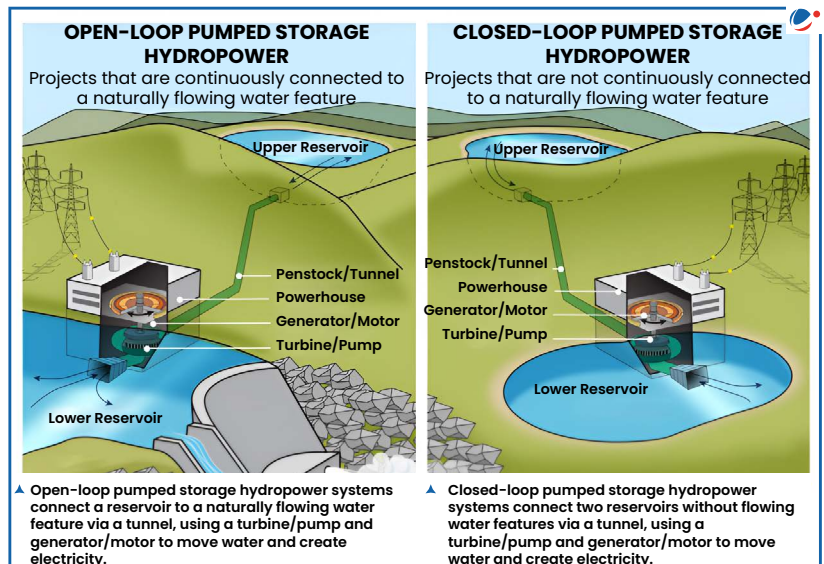 OPEN-LOOP PUMPED STORAGE
HYDROPOWER
Projects that are continuously connected to
a naturally flowing water feature
Upper Reservoir
Penstock/Tunnel
Powerhouse
Generator/Motor
Turbine/Pump
Lower Reservoir
Open-loop pumped storage hydropower systems
connect a reservoir to a naturally flowing water
feature via a tunnel, using a turbine/pump and
generator/motor to move water and create
electricity.
CLOSED-LOOP PUMPED STORAGE
HYDROPOWER
Projects that are not continuously connected
to a naturally flowing water feature
Upper Reservoir
Penstock/Tunnel
Powerhouse
Generator/Motor
Turbine/Pump
Lower Reservoir
Closed-loop pumped storage hydropower
systems connect two reservoirs without flowing
water features via a tunnel, using a
turbine/pump and generator/motor to move
water and create electricity.